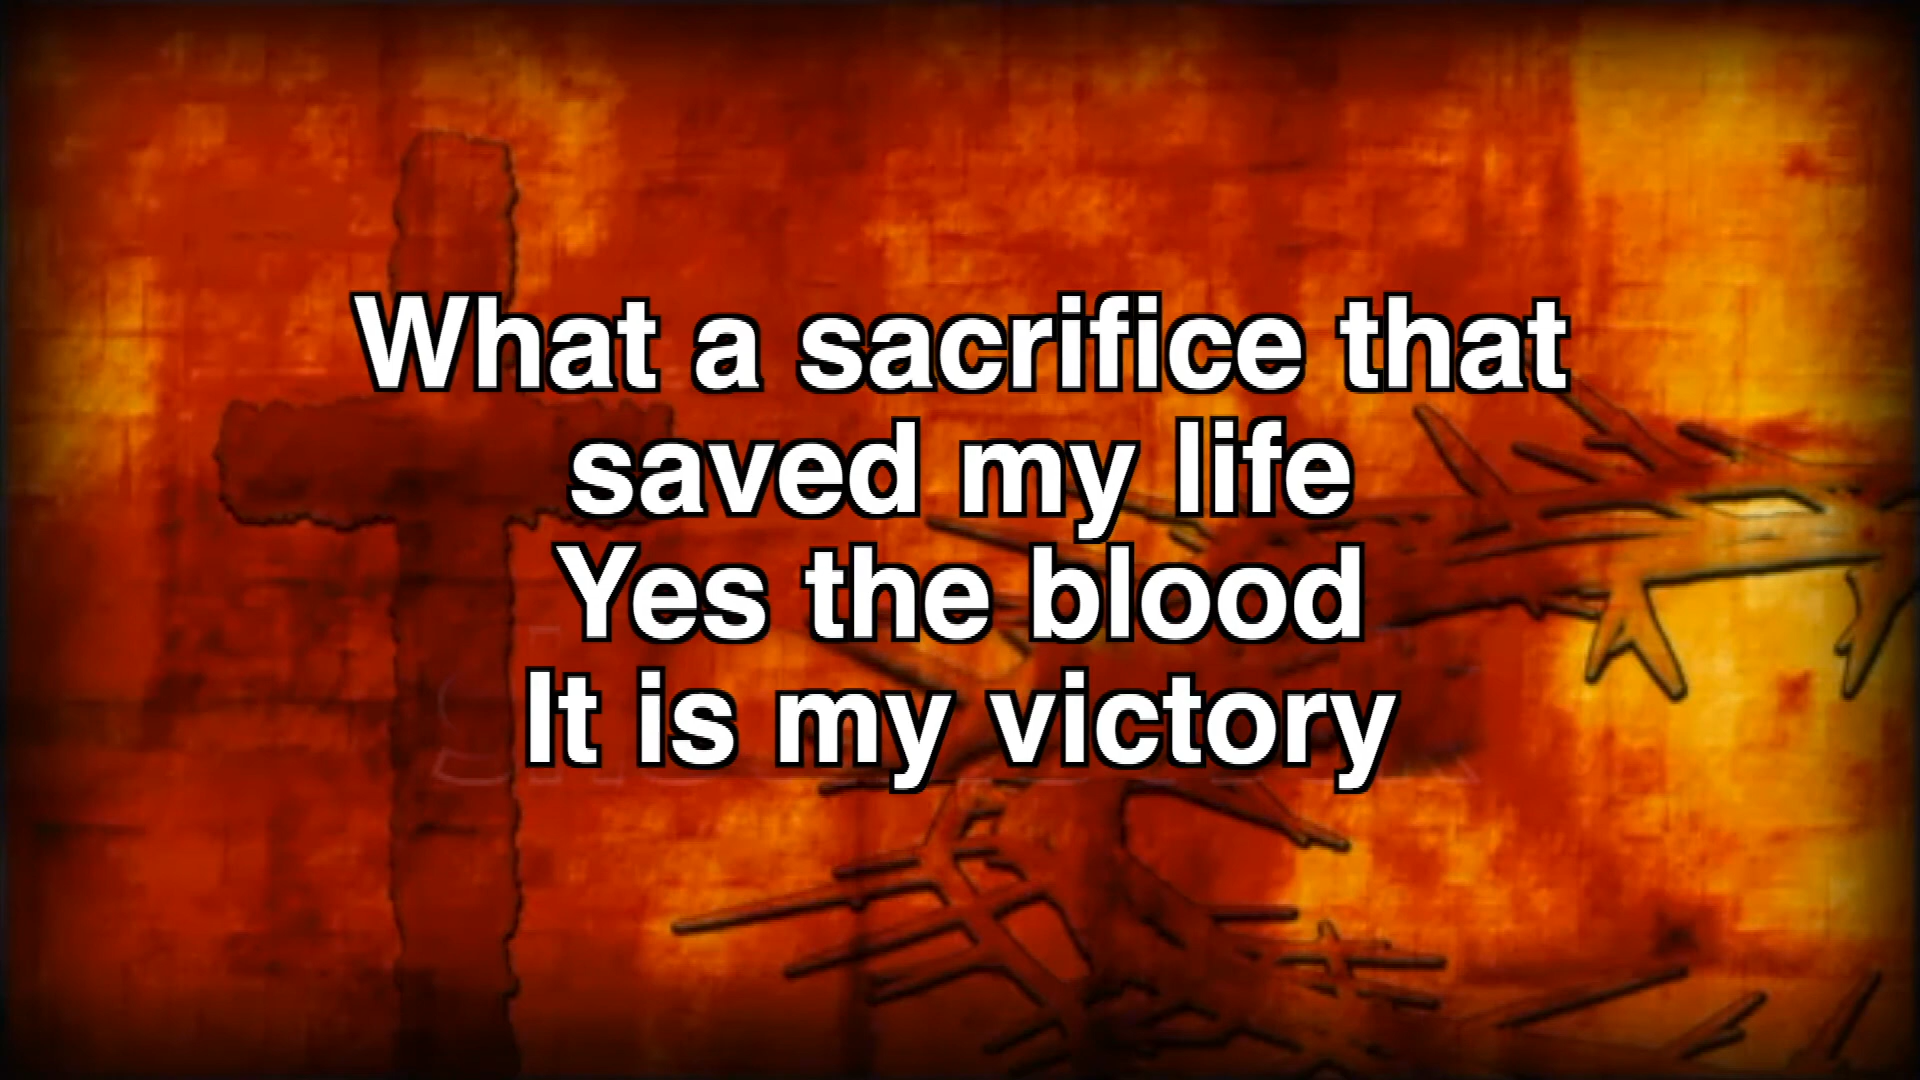 What a sacrifice that
saved my life
Yes the blood
It is my victory